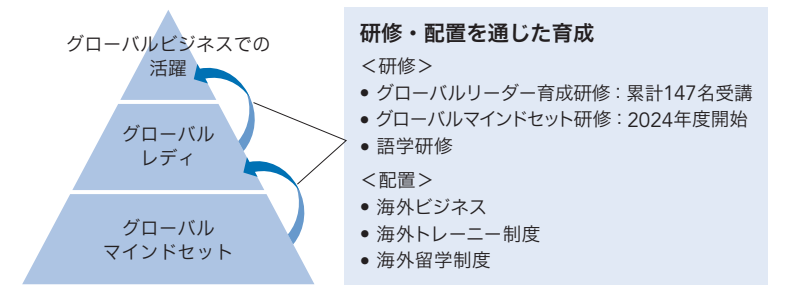 グローバルビジネスでの
活躍
グローバル
レディ
グローバル
マインドセット
研修・配置を通じた育成
＜研修＞
• グローバルリーダー育成研修：累計147名受講
• グローバルマインドセット研修：2024年度開始
• 語学研修
＜配置＞
• 海外ビジネス
• 海外トレーニー制度
• 海外留学制度